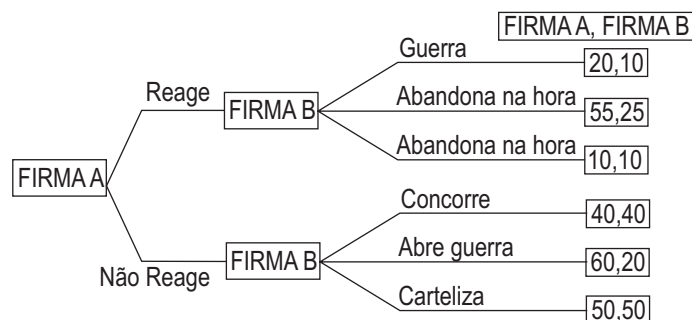 FIRMA A, FIRMA B
Guerra
20,10
Reage
FIRMA B
Abandona na hora
55,25
Abandona na hora
10,10
FIRMA A
Concorre
40,40
Não Reage
FIRMA B
Abre guerra
60,20
Carteliza
50,50